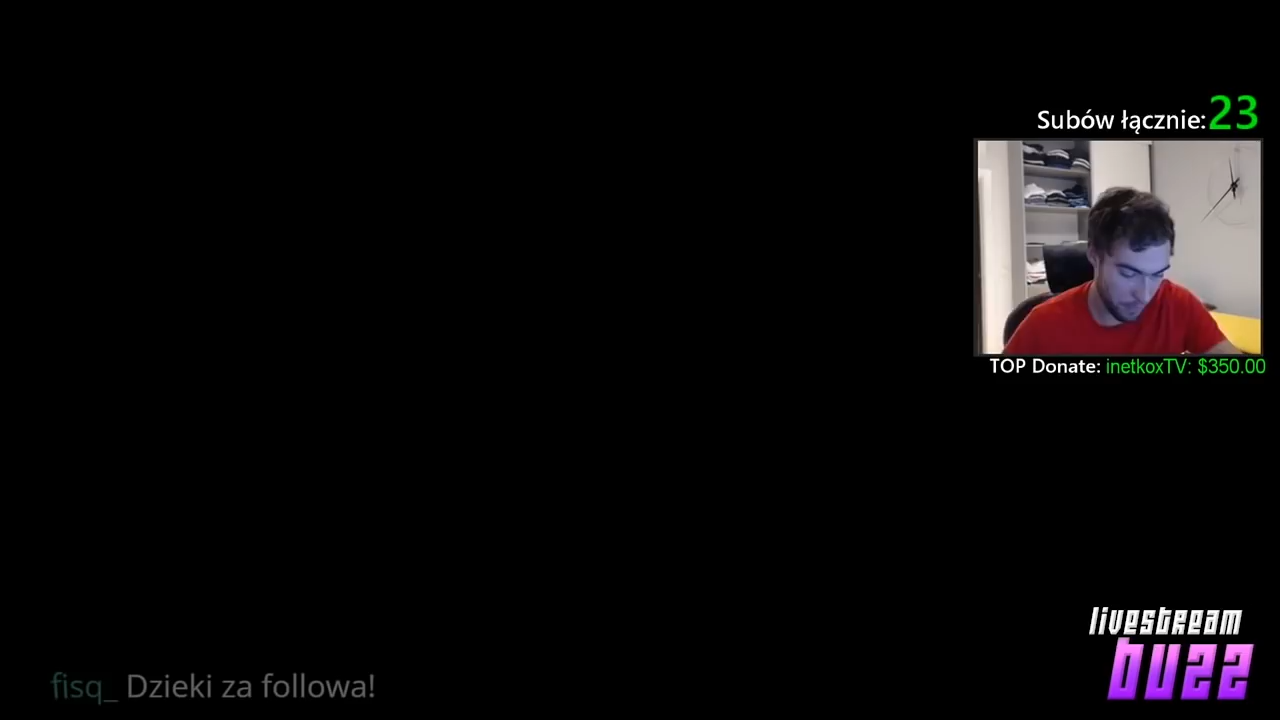 Subów łącznie:23
TOP Donate: inetkoxTV: $350.00
livestream
buzz
fisq_ Dzieki za followa!